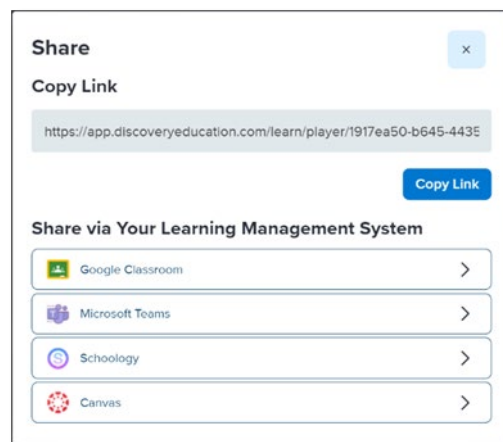 Share
×
Copy Link
https://app.discoveryeducation.com/learn/player/1917ea50-b645-4435
Copy Link
Share via Your Learning Management System
Google Classroom
Microsoft Teams
Schoology
Canvas